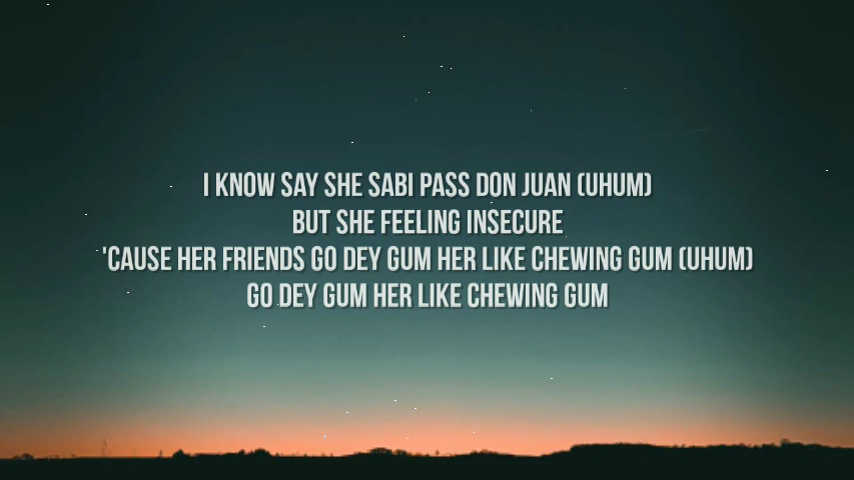 I KNOW SAY SHE SABI PASS DON JUAN (UHUM)
BUT SHE FEELING INSECURE
'CAUSE HER FRIENDS GO DEY GUM HER LIKE CHEWING GUM (UHUM)
GO DEY GUM HER LIKE CHEWING GUM